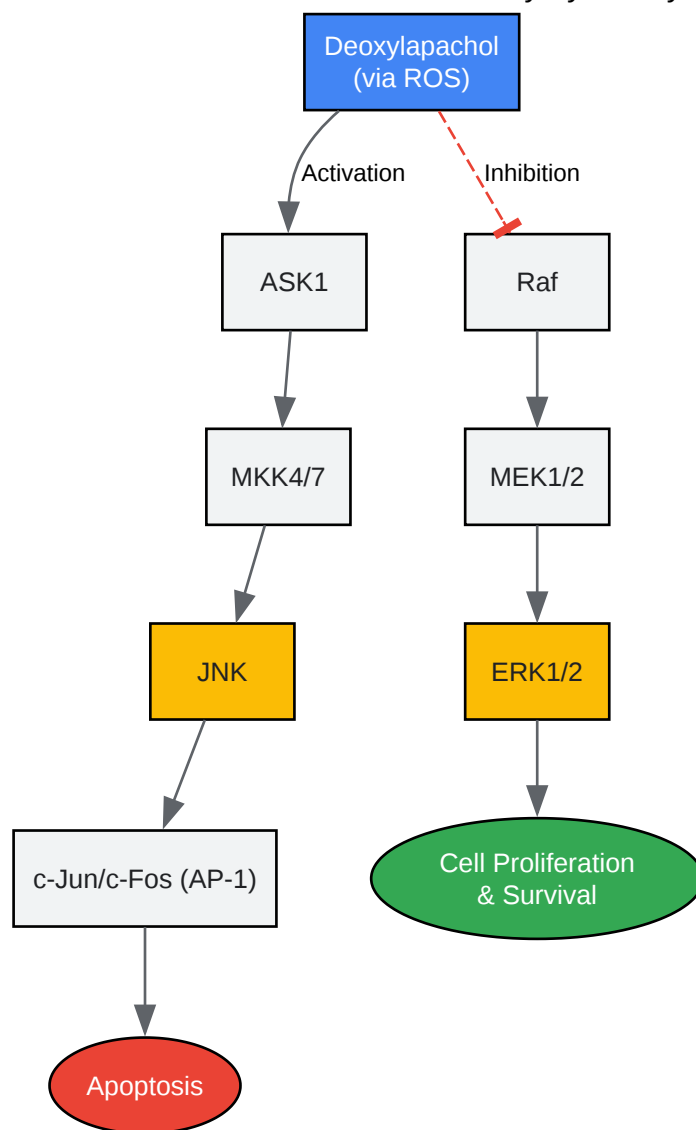 Deoxylapachol
(via ROS)
Activation
Inhibition
ASK1
Raf
MKK4/7
MEK1/2
JNK
ERK1/2
c-Jun/c-Fos (AP-1)
Cell Proliferation
& Survival
Apoptosis